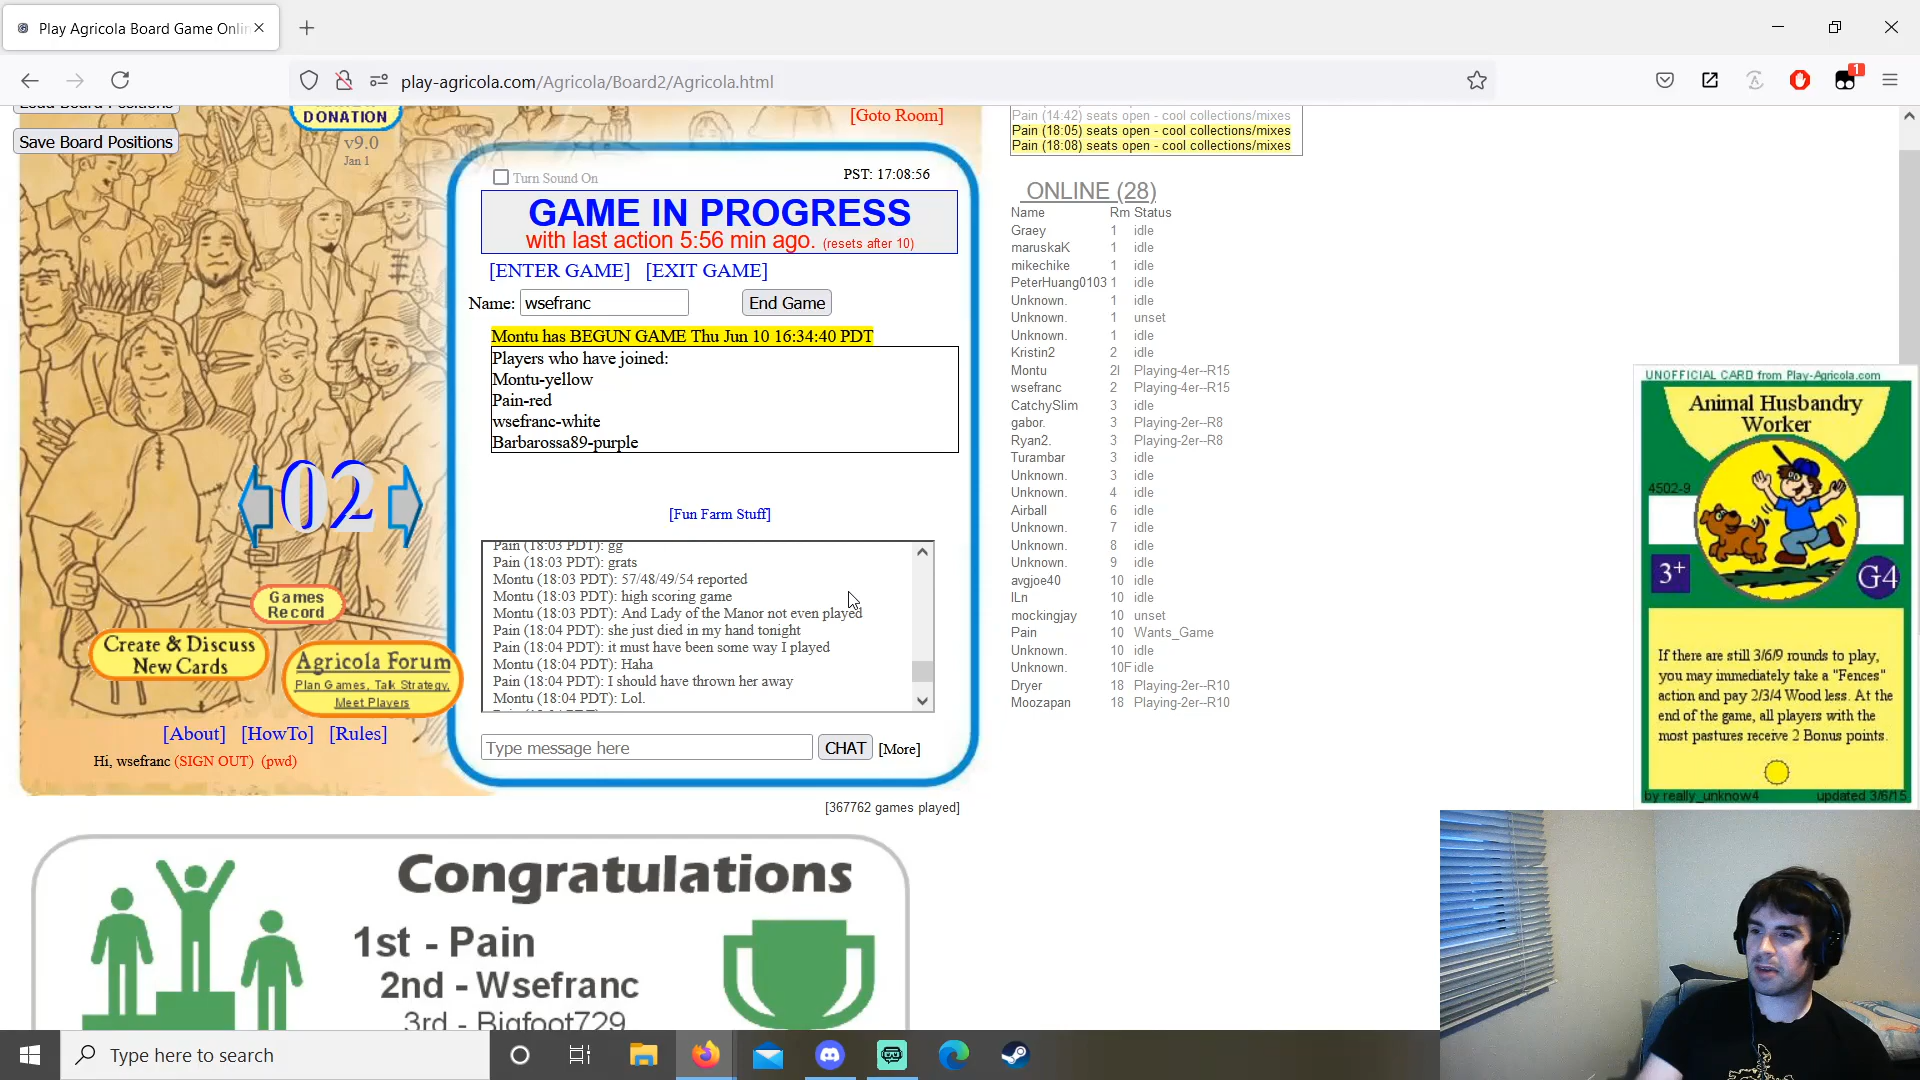 Play Agricola Board Game Onli
play-agricola.com/Agricola/Board2/Agricola.html
1
Save Board Positions
DONATION
v9.0
Jan 1
[Goto Room]
Turn Sound On
PST: 17:08:56
GAME IN PROGRESS
with last action 5:56 min ago. (resets after 10)
[ENTER GAME] [EXIT GAME]
Name: wsefranc
End Game
Montu has BEGUN GAME Thu Jun 10 16:34:40 PDT
Players who have joined:
Montu-yellow
Pain-red
wsefranc-white
Barbarossa89-purple
02
[Fun Farm Stuff]
Pain (18:03 PDT): gg
Pain (18:03 PDT): grats
Montu (18:03 PDT): 57/48/49/54 reported
Montu (18:03 PDT): high scoring game
Montu (18:03 PDT): And Lady of the Manor not even played
Pain (18:04 PDT): she just died in my hand tonight
Pain (18:04 PDT): it must have been some way I played
Montu (18:04 PDT): Haha
Pain (18:04 PDT): I should have thrown her away
Montu (18:04 PDT): Lol.
Type message here
CHAT [More]
Games
Record
Create & Discuss
New Cards
Agricola Forum
Plan Games, Talk Strategy,
Meet Players
[About] [HowTo] [Rules]
Hi, wsefranc (SIGN OUT) (pwd)
[367762 games played]
Congratulations
1st - Pain
2nd - Wsefranc
3rd - Bigfoot729
Pain (14:42) seats open - cool collections/mixes
Pain (18:05) seats open - cool collections/mixes
Pain (18:08) seats open - cool collections/mixes
ONLINE (28)
Name Rm Status
Graey 1 idle
maruskaK 1 idle
mikechike 1 idle
PeterHuang0103 1 idle
Unknown. 1 idle
Unknown. 1 unset
Unknown. 1 idle
Kristin2 2 idle
Montu 2I Playing-4er--R15
wsefranc 2 Playing-4er--R15
CatchySlim 3 idle
gabor. 3 Playing-2er--R8
Ryan2. 3 Playing-2er--R8
Turambar 3 idle
Unknown. 3 idle
Unknown. 4 idle
Airball 6 idle
Unknown. 7 idle
Unknown. 8 idle
Unknown. 9 idle
avgjoe40 10 idle
ILn 10 idle
mockingjay 10 unset
Pain 10 Wants_Game
Unknown. 10 idle
Unknown. 10F idle
Dryer 18 Playing-2er--R10
Moozapan 18 Playing-2er--R10
UNOFFICIAL CARD from Play-Agricola.com
Animal Husbandry
Worker
4502-9
3+
G4
If there are still 3/6/9 rounds to play,
you may immediately take a "Fences"
action and pay 2/3/4 Wood less. At the
end of the game, all players with the
most pastures receive 2 Bonus points.
by really_unknow4 updated 3/6/15
Type here to search